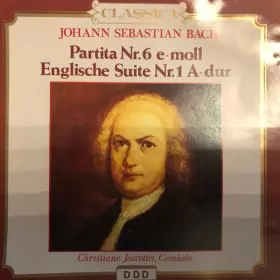 CLASSICA
JOHANN SEBASTIAN BACH
Partita Nr.6 e-moll
Englische Suite Nr.1 A-dur
Christiane Jaccottet, Cembalo
DDD